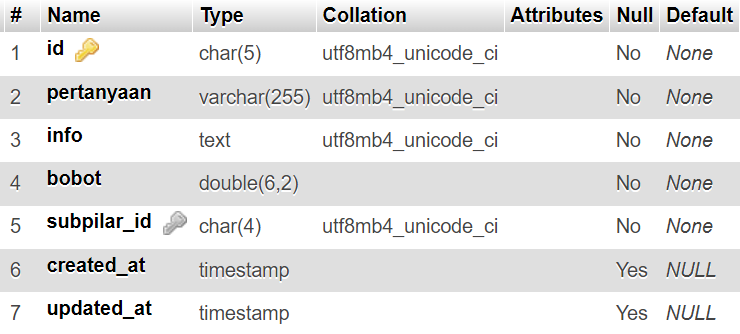 # Name Type Collation Attributes Null Default
1 id char(5) utf8mb4_unicode_ci No None
2 pertanyaan varchar(255) utf8mb4_unicode_ci No None
3 info text utf8mb4_unicode_ci No None
4 bobot double(6,2) No None
5 subpilar_id char(4) utf8mb4_unicode_ci No None
6 created_at timestamp Yes NULL
7 updated_at timestamp Yes NULL